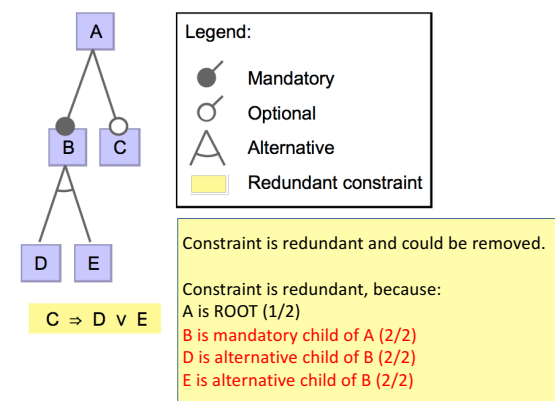 A
B
C
D
E
C ⇒ D ∨ E
Legend:
Mandatory
Optional
Alternative
Redundant constraint
Constraint is redundant and could be removed.
Constraint is redundant, because:
A is ROOT (1/2)
B is mandatory child of A (2/2)
D is alternative child of B (2/2)
E is alternative child of B (2/2)